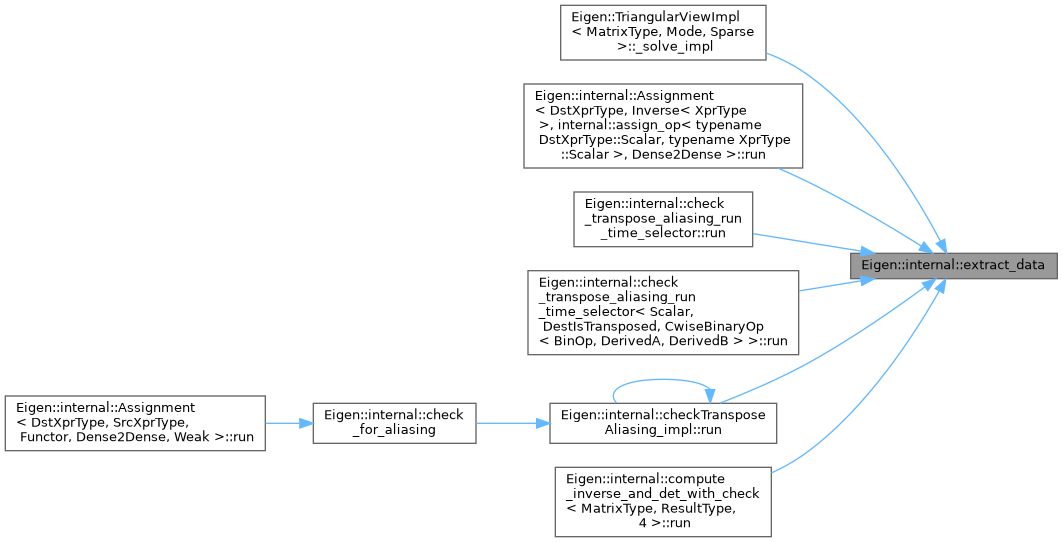 Eigen::TriangularViewImpl
< MatrixType, Mode, Sparse
>::_solve_impl
Eigen::internal::Assignment
< DstXprType, Inverse< XprType
>, internal::assign_op< typename
DstXprType::Scalar, typename XprType
::Scalar >, Dense2Dense >::run
Eigen::internal::check
_transpose_aliasing_run
_time_selector::run
Eigen::internal::extract_data
Eigen::internal::check
_transpose_aliasing_run
_time_selector< Scalar,
DestIsTransposed, CwiseBinaryOp
< BinOp, DerivedA, DerivedB > >::run
Eigen::internal::Assignment
< DstXprType, SrcXprType,
Functor, Dense2Dense, Weak >::run
Eigen::internal::check
_for_aliasing
Eigen::internal::checkTranspose
Aliasing_impl::run
Eigen::internal::compute
_inverse_and_det_with_check
< MatrixType, ResultType,
4 >::run